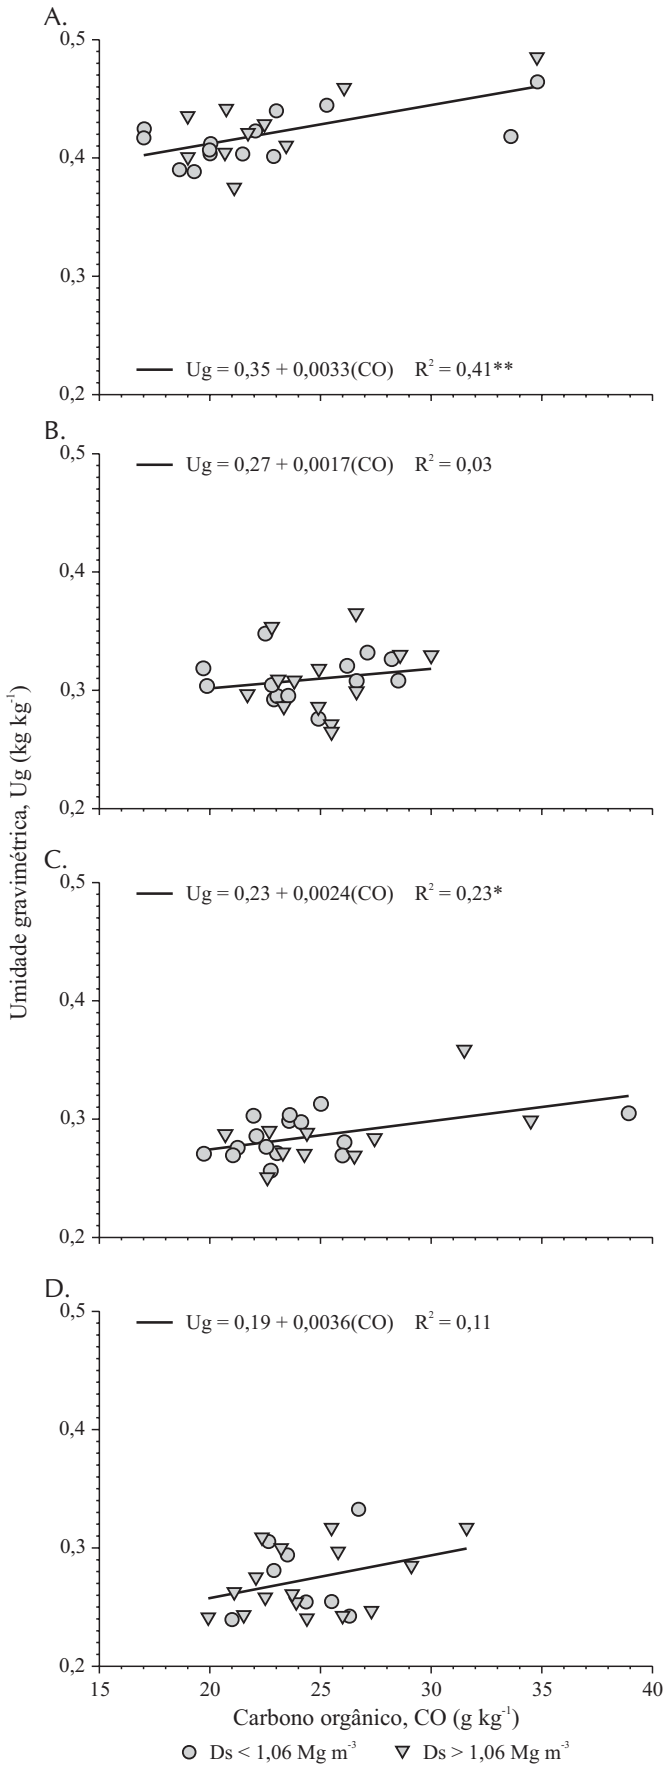 A.
0,5
0,4
0,3
0,2
Ug = 0,35 + 0,0033(CO) R² = 0,41**
B.
0,5
Ug = 0,27 + 0,0017(CO) R² = 0,03
0,4
0,3
0,2
Umidade gravimétrica, Ug (kg kg⁻¹)
C.
0,5
Ug = 0,23 + 0,0024(CO) R² = 0,23*
0,4
0,3
0,2
D.
0,5
Ug = 0,19 + 0,0036(CO) R² = 0,11
0,4
0,3
0,2
15 20 25 30 35 40
Carbono orgânico, CO (g kg⁻¹)
Ds < 1,06 Mg m⁻³ Ds > 1,06 Mg m⁻³